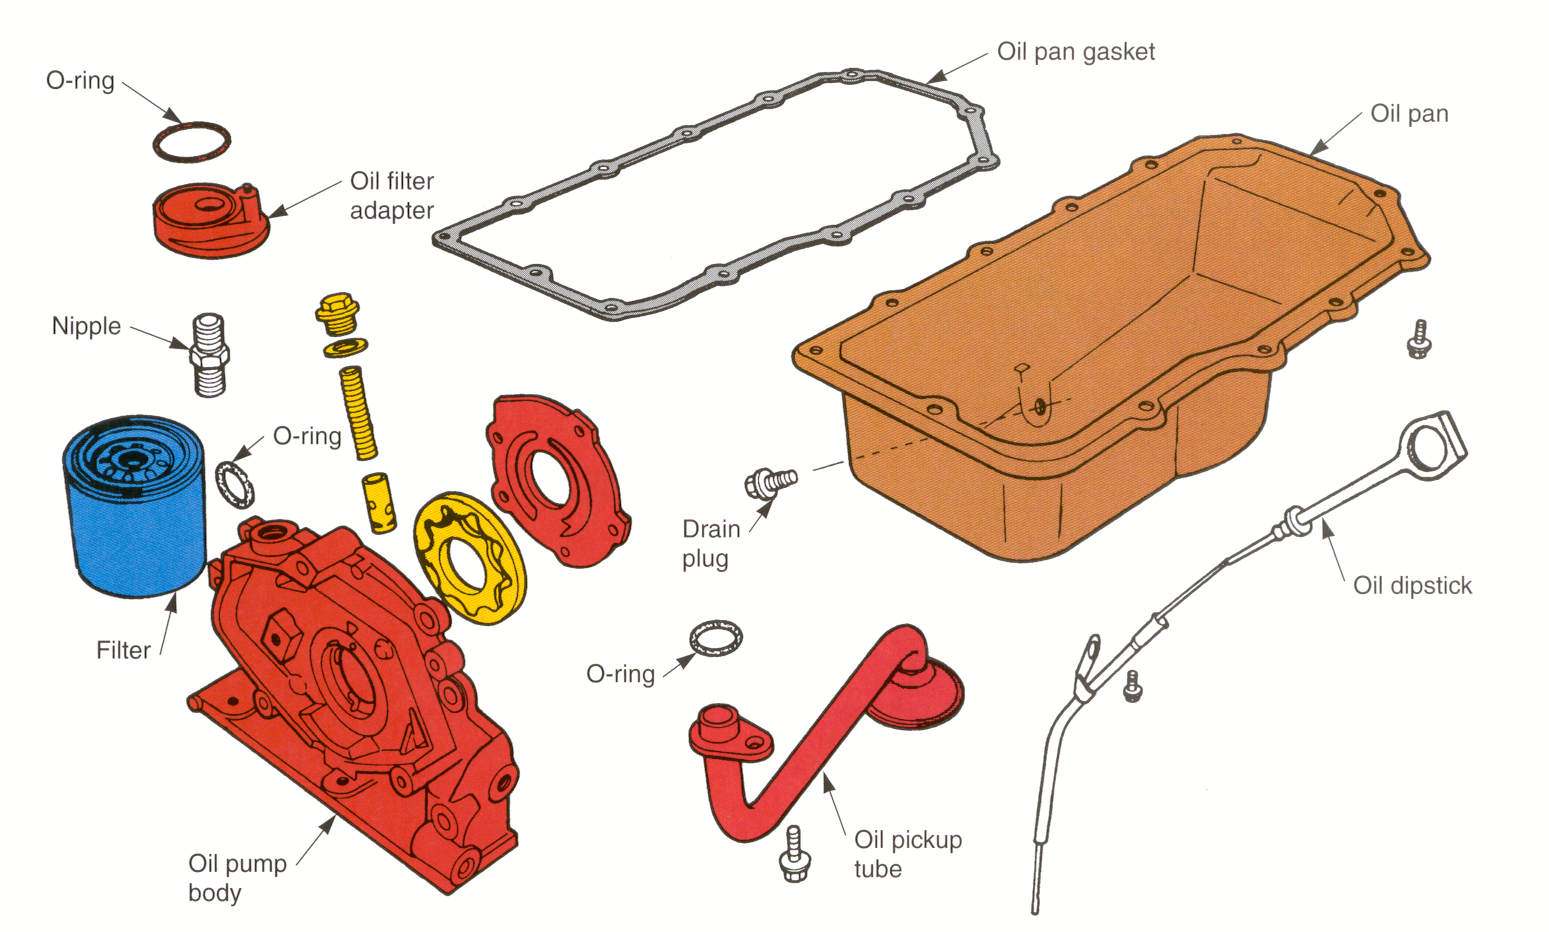 Oil pan gasket
O-ring
Oil pan
Oil filter
adapter
Nipple
O-ring
Drain
plug
Oil dipstick
Filter
O-ring
Oil pickup
tube
Oil pump
body